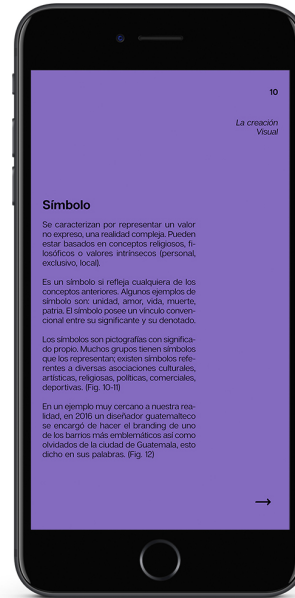 10
La creación
Visual
Símbolo
Se caracterizan por representar un valor
no expreso, una realidad compleja. Pueden
estar basados en conceptos religiosos, fi-
losóficos o valores intrínsecos (personal,
exclusivo, local).
Es un símbolo si refleja cualquiera de los
conceptos anteriores. Algunos ejemplos de
símbolo son: unidad, amor, vida, muerte,
patria. El símbolo posee un vínculo conven-
cional entre su significante y su denotado.
Los símbolos son pictografías con significa-
do propio. Muchos grupos tienen símbolos
que los representan; existen símbolos refe-
rentes a diversas asociaciones culturales,
artísticas, religiosas, políticas, comerciales,
deportivas. (Fig. 10-11)
En un ejemplo muy cercano a nuestra rea-
lidad, en 2016 un diseñador guatemalteco
se encargó de hacer el branding de uno
de los barrios más emblemáticos así como
olvidados de la ciudad de Guatemala, esto
dicho en sus palabras. (Fig. 12)
→